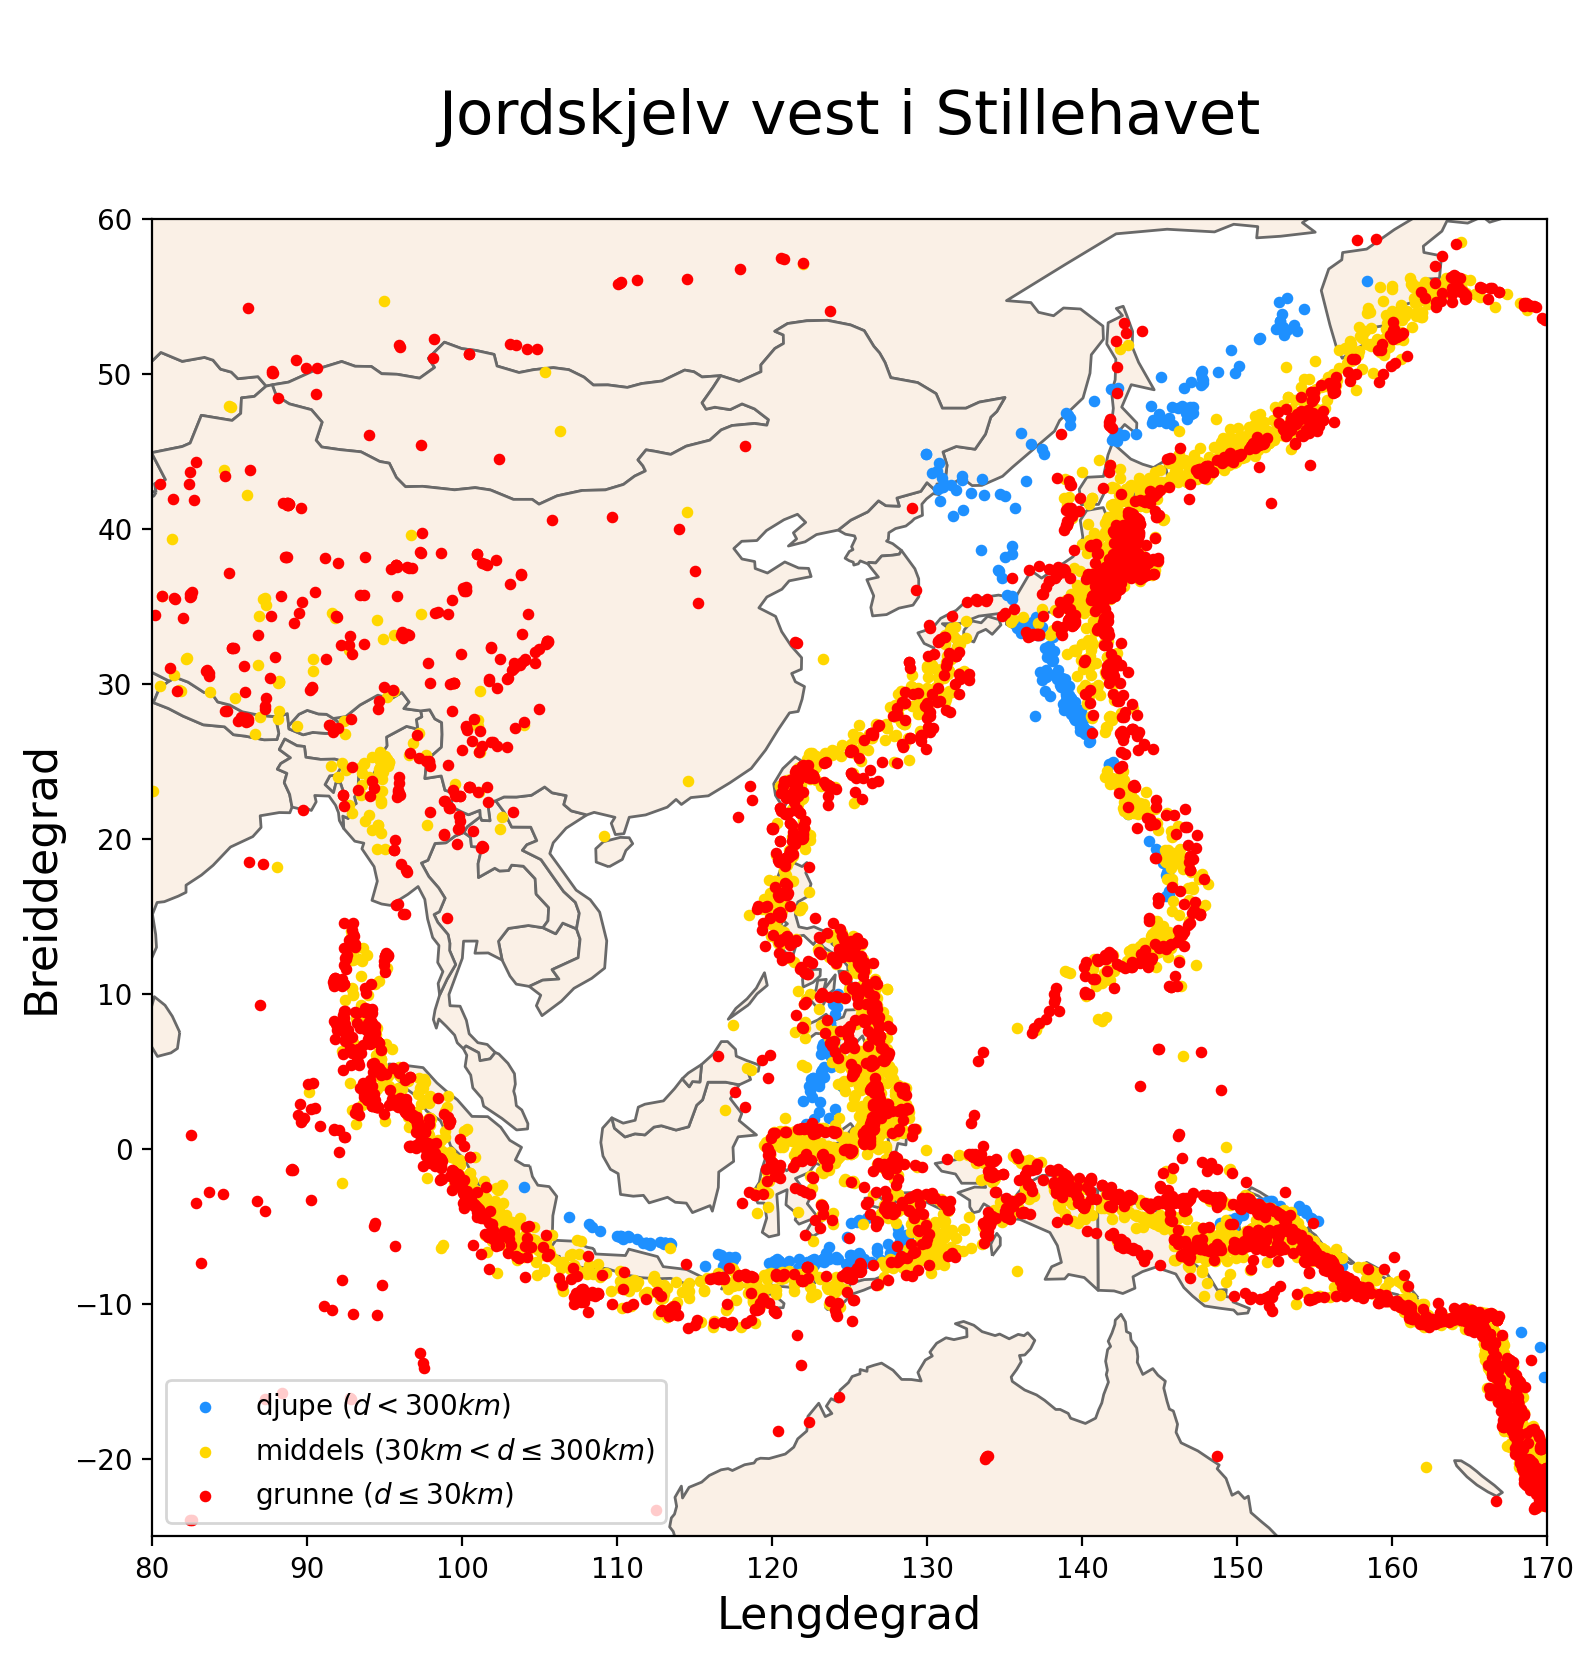 Jordskjelv vest i Stillehavet
60
50
40
30
20
10
0
−10
−20
Breiddegrad
djupe (d < 300km)
middels (30km < d ≤ 300km)
grunne (d ≤ 30km)
80 90 100 110 120 130 140 150 160 170
Lengdegrad